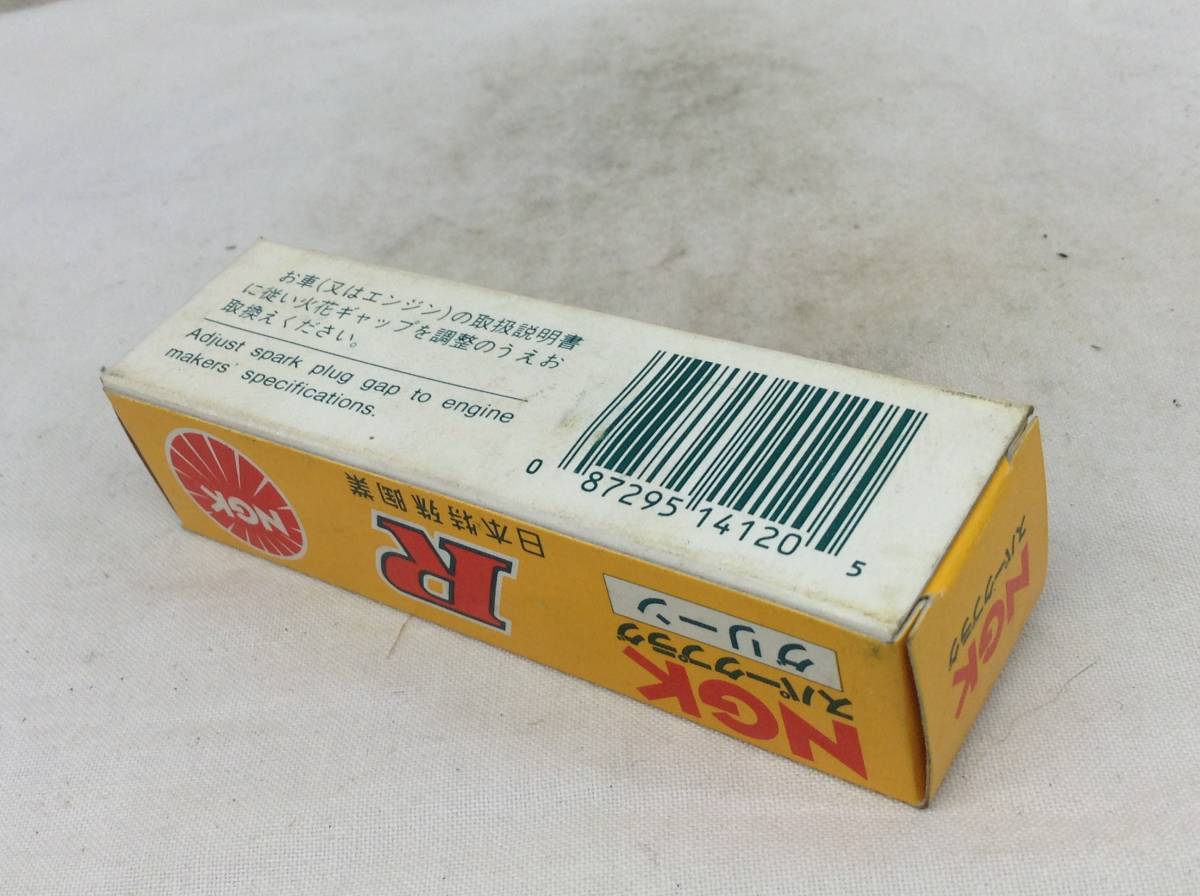 お車(又はエンジン)の取扱説明書
に従い火花ギャップを調整のうえお
取換えください。
Adjust spark plug gap to engine
makers' specifications.
0 87295 14120 5
NGK
日本特殊陶業
R
グリーン
スパークプラグ
NGK
スパークプラグ
NGK